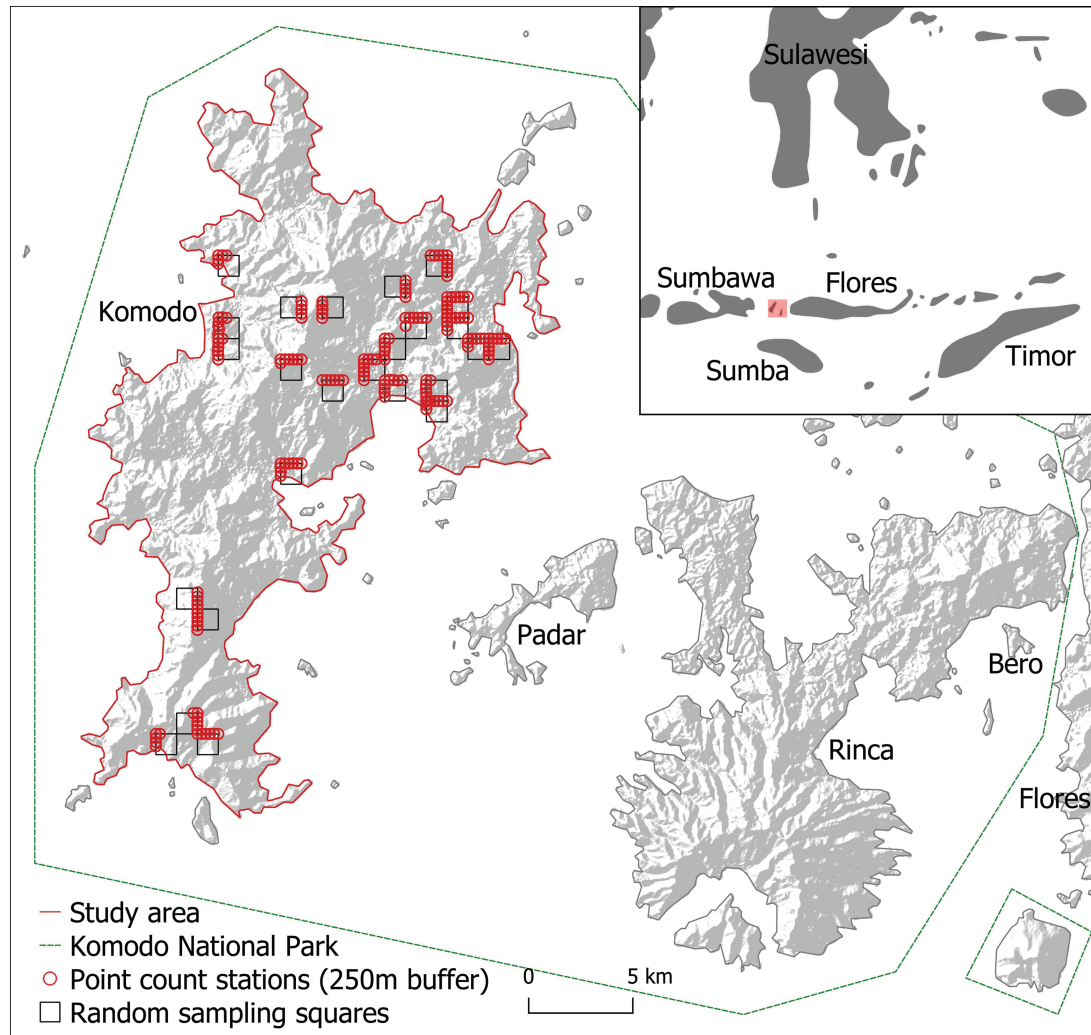 Sulawesi
Sumbawa
Flores
Komodo
Sumba
Timor
Padar
Bero
Rinca
Flores
Study area
Komodo National Park
Point count stations (250m buffer)
Random sampling squares
0 5 km